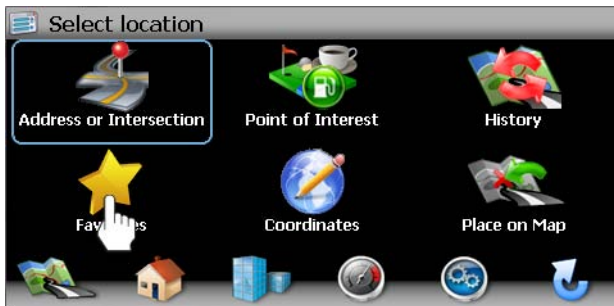 Select location
Address or Intersection
Point of Interest
History
Coordinates
Place on Map